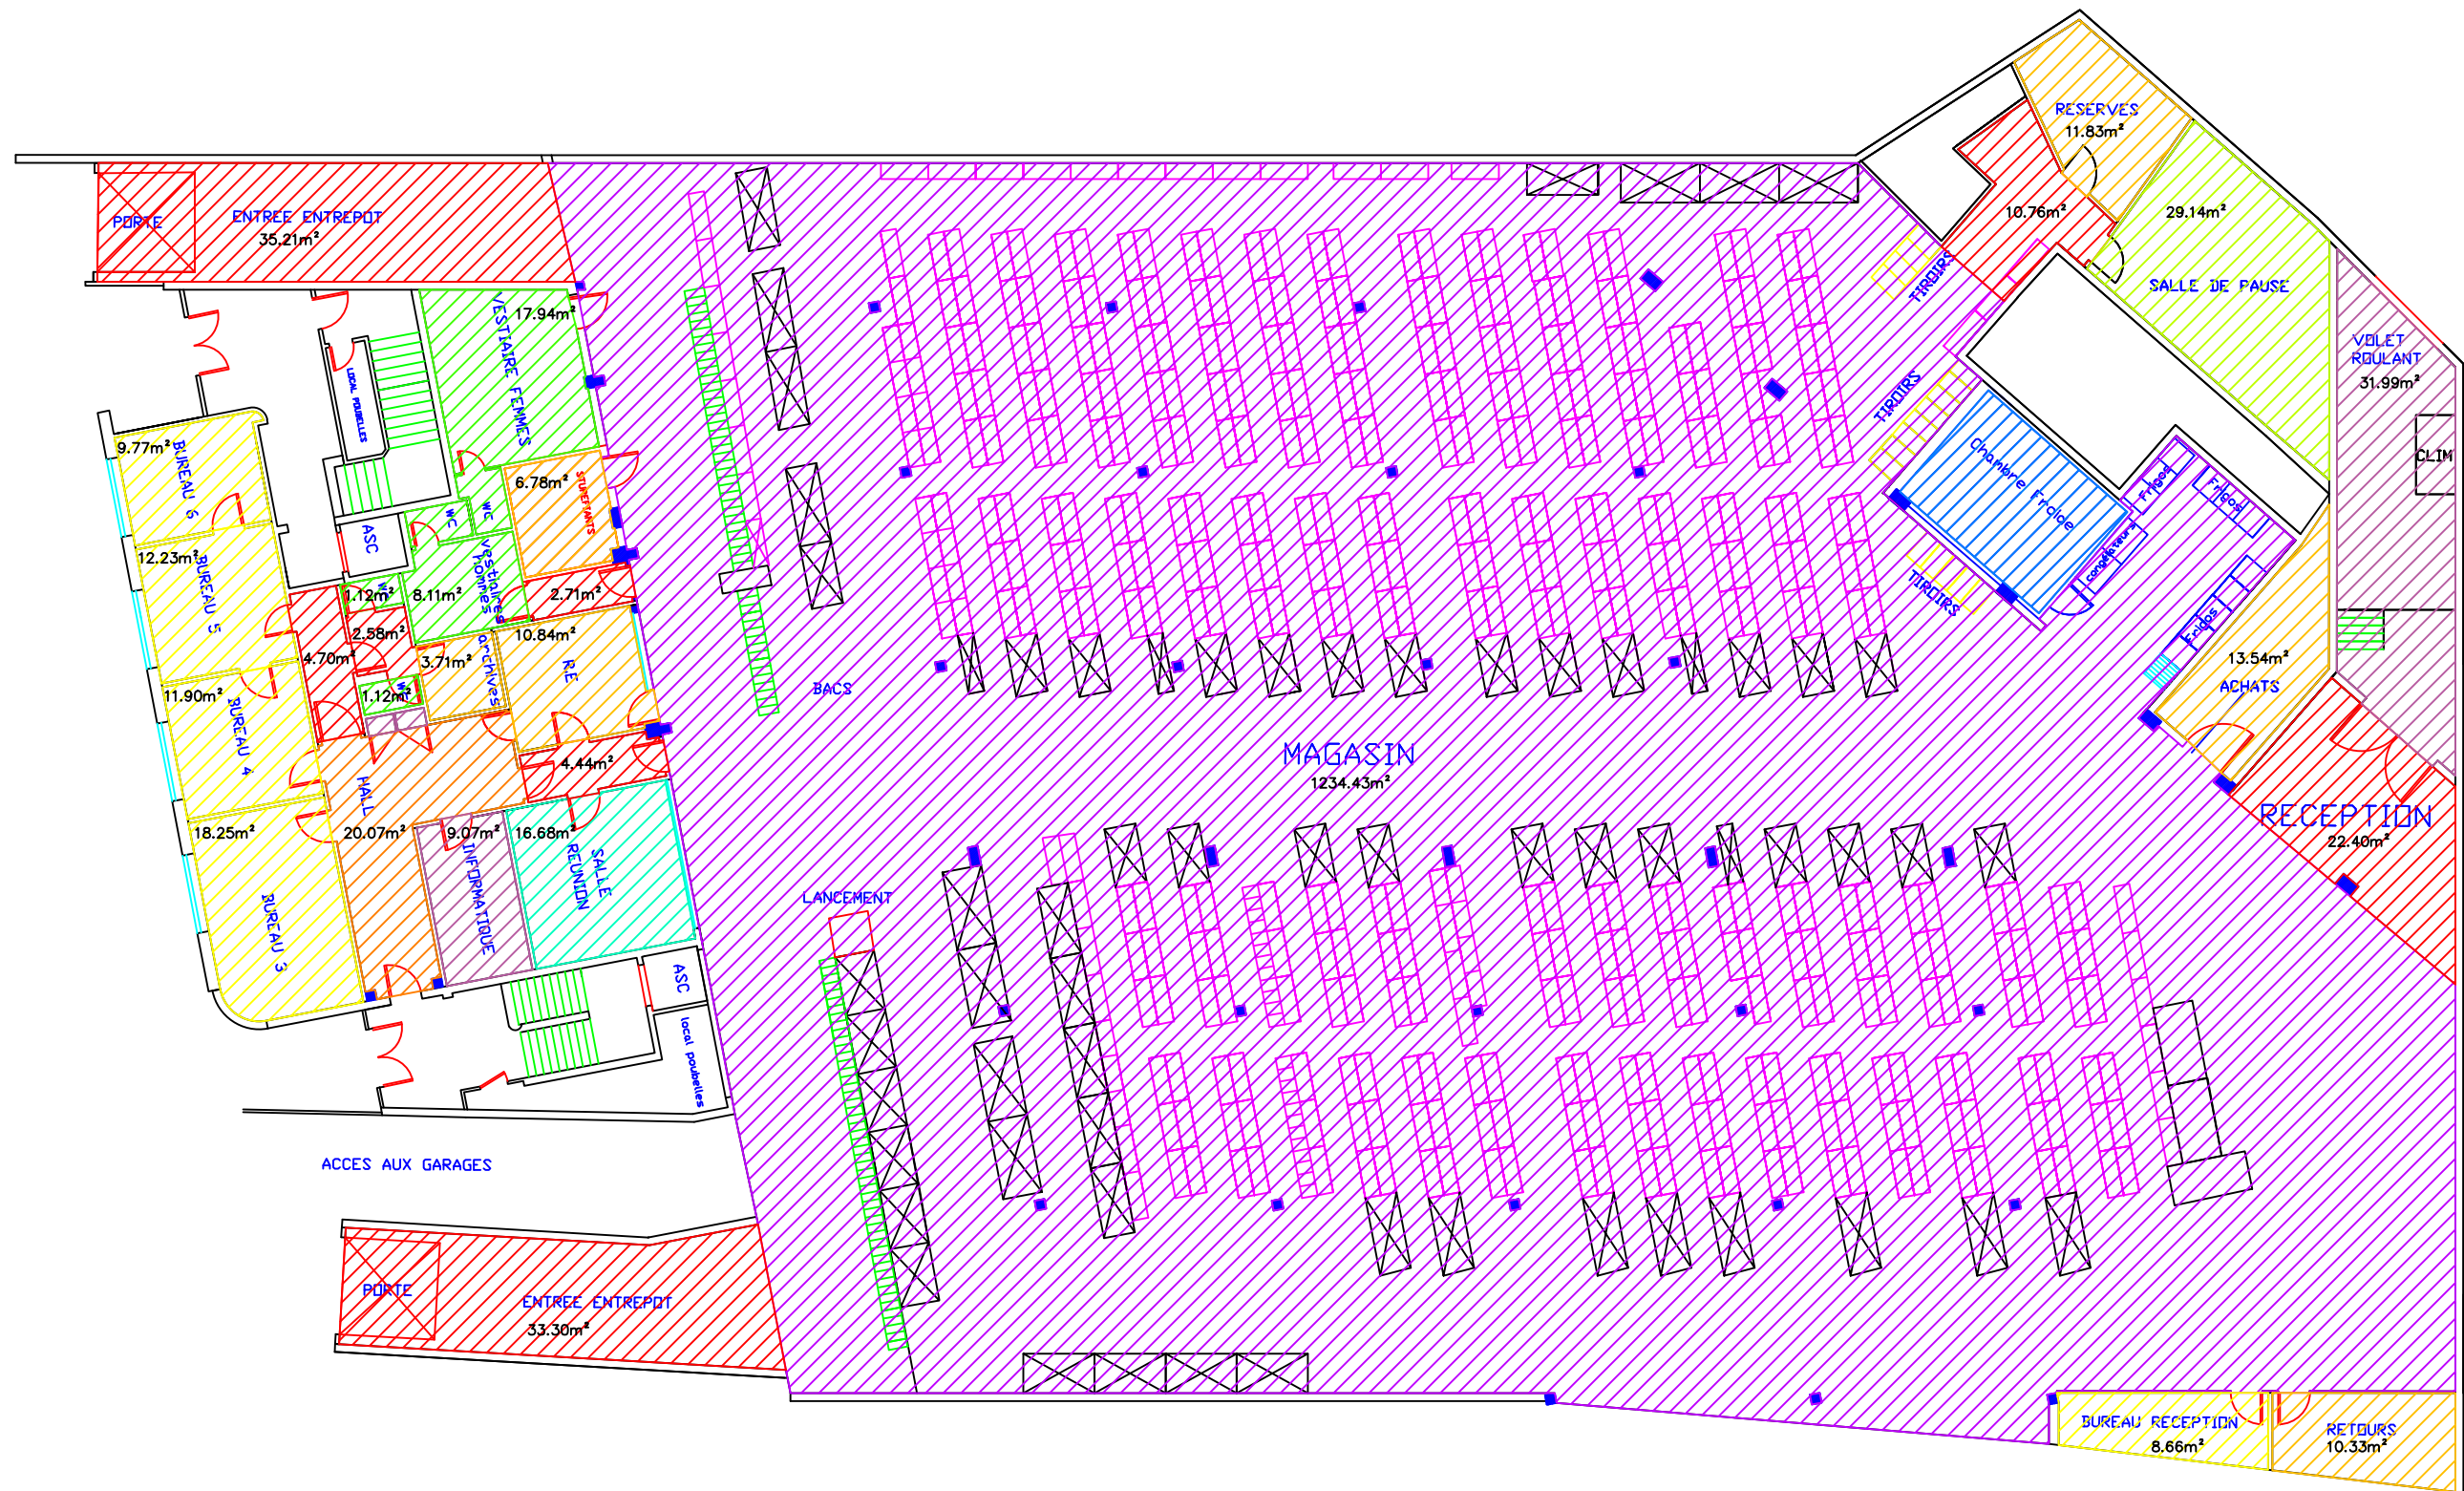 RESERVES
11.83m²
PORTE
ENTREE ENTREPOT
35.21m²
10.76m²
29.14m²
SALLE DE PAUSE
TIROIRS
VESTIAIRE FEMMES
17.94m²
VOLET
ROULANT
31.99m²
LOCAL POUBELLES
TIROIRS
9.77m²
BUREAU 6
6.78m²
STUPEFIANTS
WC
WC
ASC
Chambre Froide
Frigos
Frigos
CLIM
congélateur
12.23m²
BUREAU 5
1.12m²
WC
8.11m²
vestiaires
hommes
2.71m²
TIROIRS
Frigos
2.58m²
10.84m²
4.70m²
3.71m²
archives
RE
13.54m²
ACHATS
11.90m²
BUREAU 4
1.12m²
WC
BACS
MAGASIN
1234.43m²
4.44m²
HALL
20.07m²
18.25m²
BUREAU 3
9.07m²
INFORMATIQUE
16.68m²
SALLE
REUNION
RECEPTION
22.40m²
LANCEMENT
ASC
local poubelles
ACCES AUX GARAGES
PORTE
ENTREE ENTREPOT
33.30m²
BUREAU RECEPTION
8.66m²
RETOURS
10.33m²